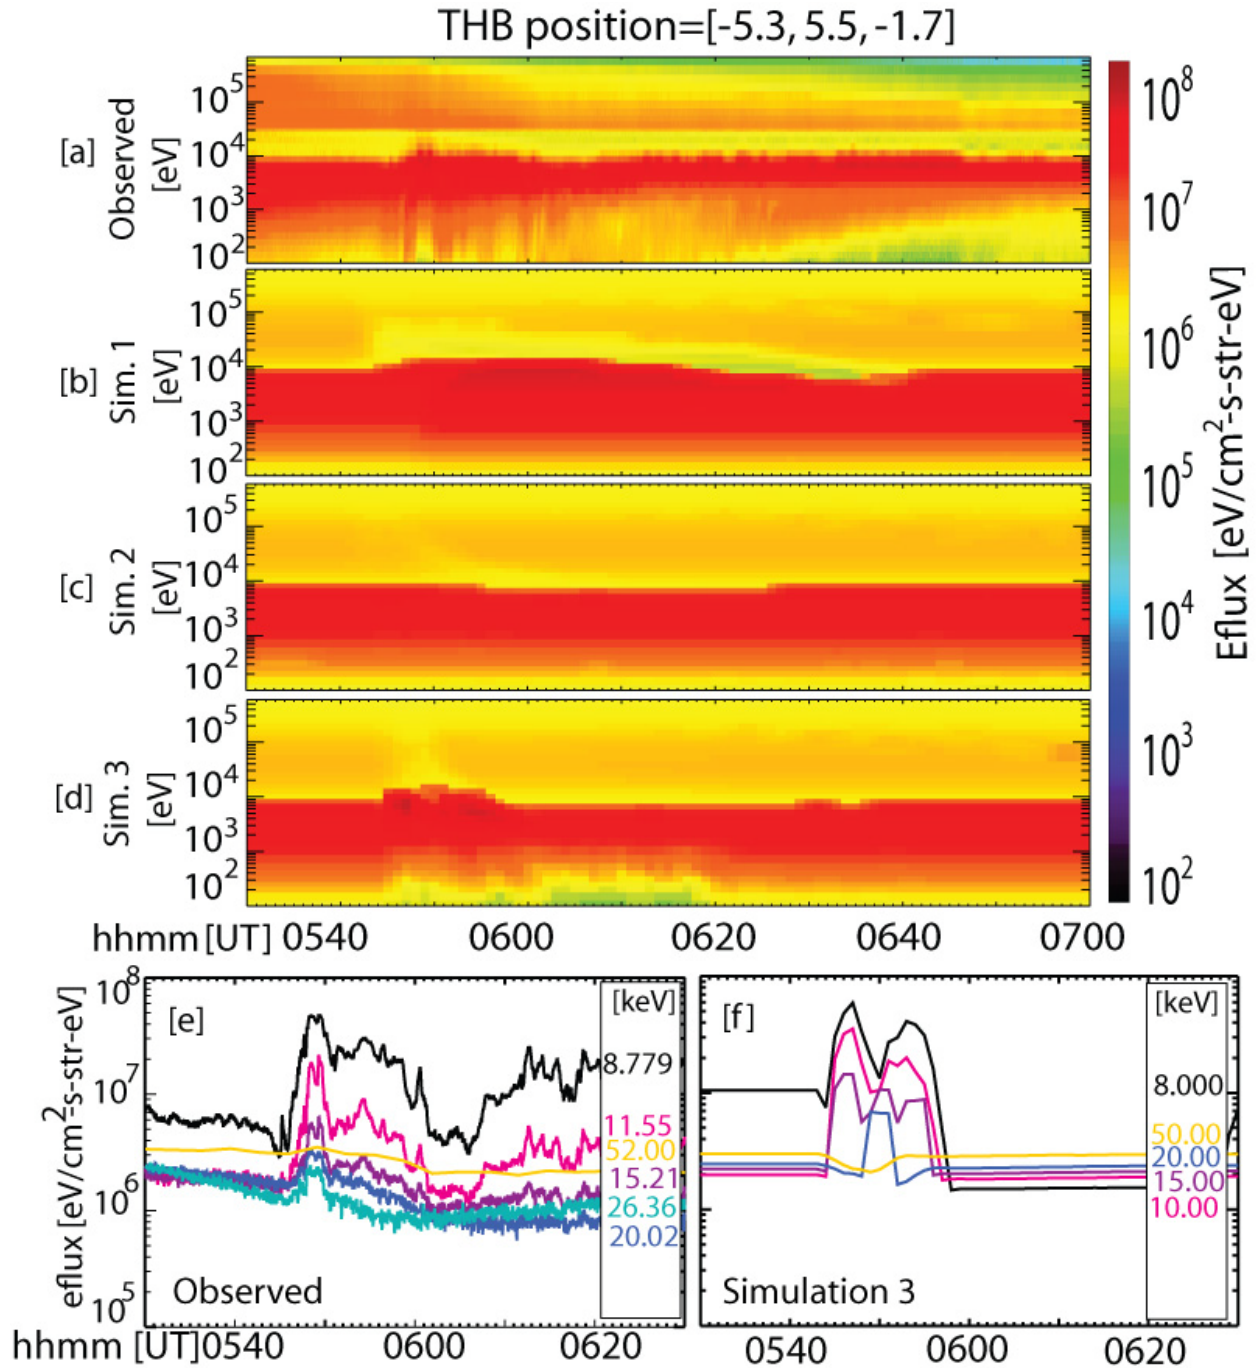 THB position=[-5.3, 5.5, -1.7]
[a] Observed [eV] 10^5 10^4 10^3 10^2
[b] Sim. 1 [eV] 10^5 10^4 10^3 10^2
[c] Sim. 2 [eV] 10^5 10^4 10^3 10^2
[d] Sim. 3 [eV] 10^5 10^4 10^3 10^2
hhmm [UT] 0540 0600 0620 0640 0700
10^8
10^7
10^6
10^5
10^4
10^3
10^2
Eflux [eV/cm^2-s-str-eV]
eflux [eV/cm^2-s-str-eV]
10^8
10^7
10^6
10^5
[e]
[keV]
8.779
11.55
52.00
15.21
26.36
20.02
Observed
[f]
[keV]
8.000
50.00
20.00
15.00
10.00
Simulation 3
hhmm [UT] 0540 0600 0620 0540 0600 0620